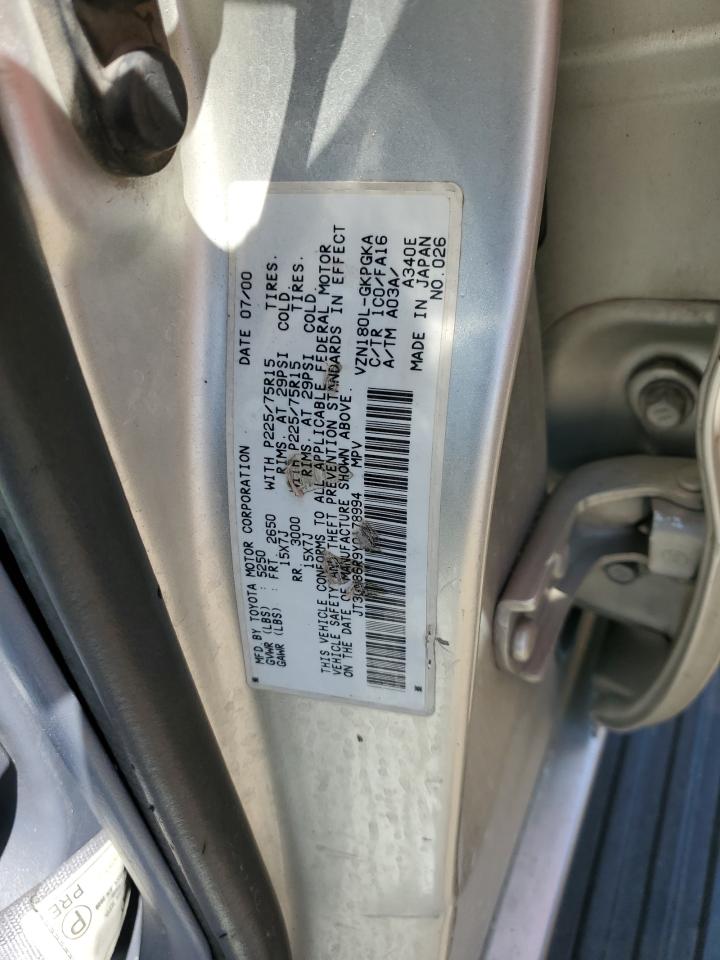 MFD BY TOYOTA MOTOR CORPORATION DATE 07/00
GVWR (LBS) : 5250
GAWR (LBS) : FRT. 2650 WITH P225/75R15 TIRES.
15X7J RIMS. AT 29PSI COLD.
RR. 3000 WITH P225/75R15 TIRES.
15X7J RIMS. AT 29PSI COLD.
THIS VEHICLE CONFORMS TO ALL APPLICABLE FEDERAL MOTOR
VEHICLE SAFETY AND THEFT PREVENTION STANDARDS IN EFFECT
ON THE DATE OF MANUFACTURE SHOWN ABOVE.
MPV
VZN180L-GKPGKA
C/TR 1C0/FA16
A/TM A03A/ A340E
MADE IN JAPAN
NO.026
P
PRE